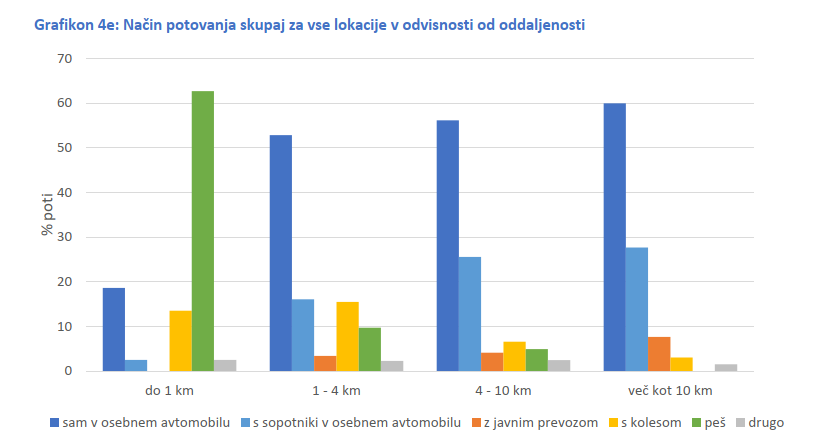 Grafikon 4e: Način potovanja skupaj za vse lokacije v odvisnosti od oddaljenosti
70
60
50
40
30
20
10
0
% poti
do 1 km
1 - 4 km
4 - 10 km
več kot 10 km
sam v osebnem avtomobilu
s sopotniki v osebnem avtomobilu
z javnim prevozom
s kolesom
peš
drugo